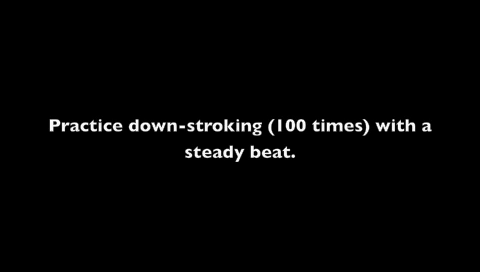 Practice down-stroking (100 times) with a
steady beat.